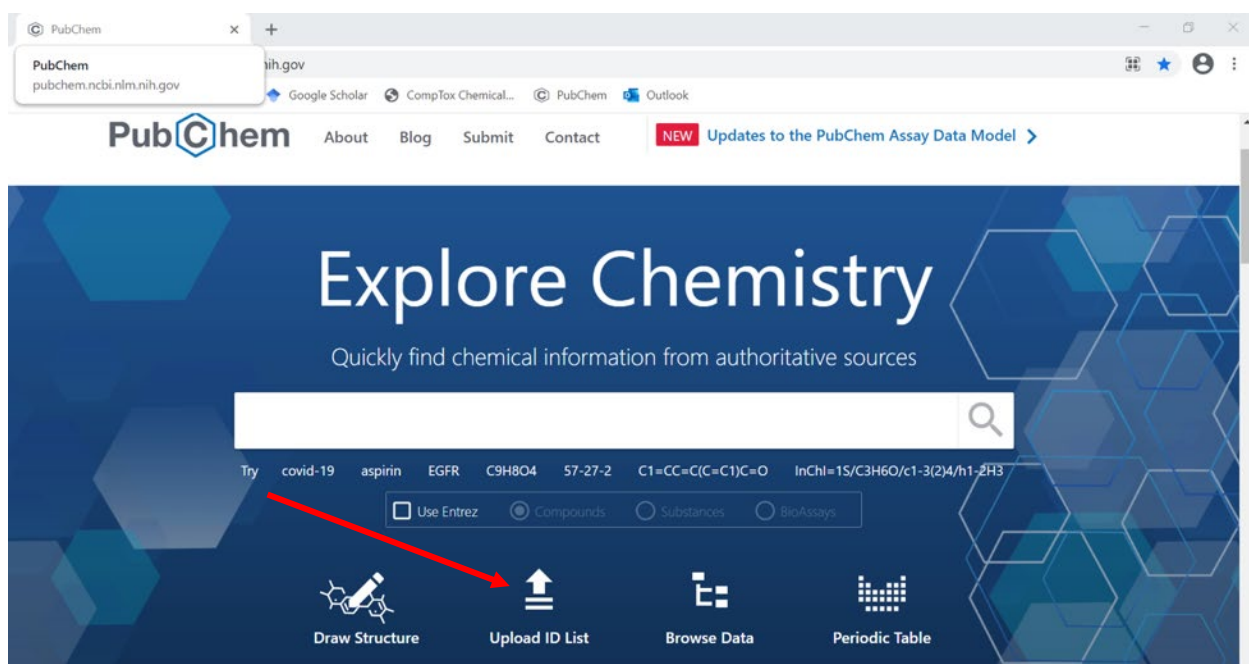 PubChem
PubChem
pubchem.ncbi.nlm.nih.gov
nih.gov
Google Scholar CompTox Chemical... PubChem Outlook
PubChem About Blog Submit Contact NEW Updates to the PubChem Assay Data Model
Explore Chemistry
Quickly find chemical information from authoritative sources
Try covid-19 aspirin EGFR C9H8O4 57-27-2 C1=CC=C(C=C1)C=O InChI=1S/C3H6O/c1-3(2)4/h1-2H3
Use Entrez Compounds Substances BioAssays
Draw Structure Upload ID List Browse Data Periodic Table